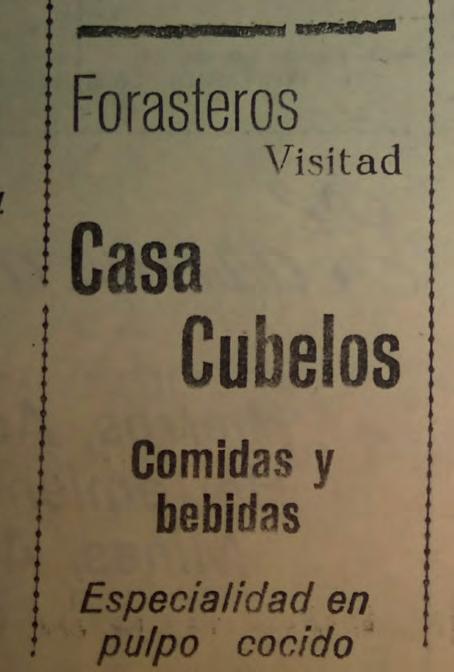 Forasteros
Visitad
Casa
Cubelos
Comidas y
bebidas
Especialidad en
pulpo cocido